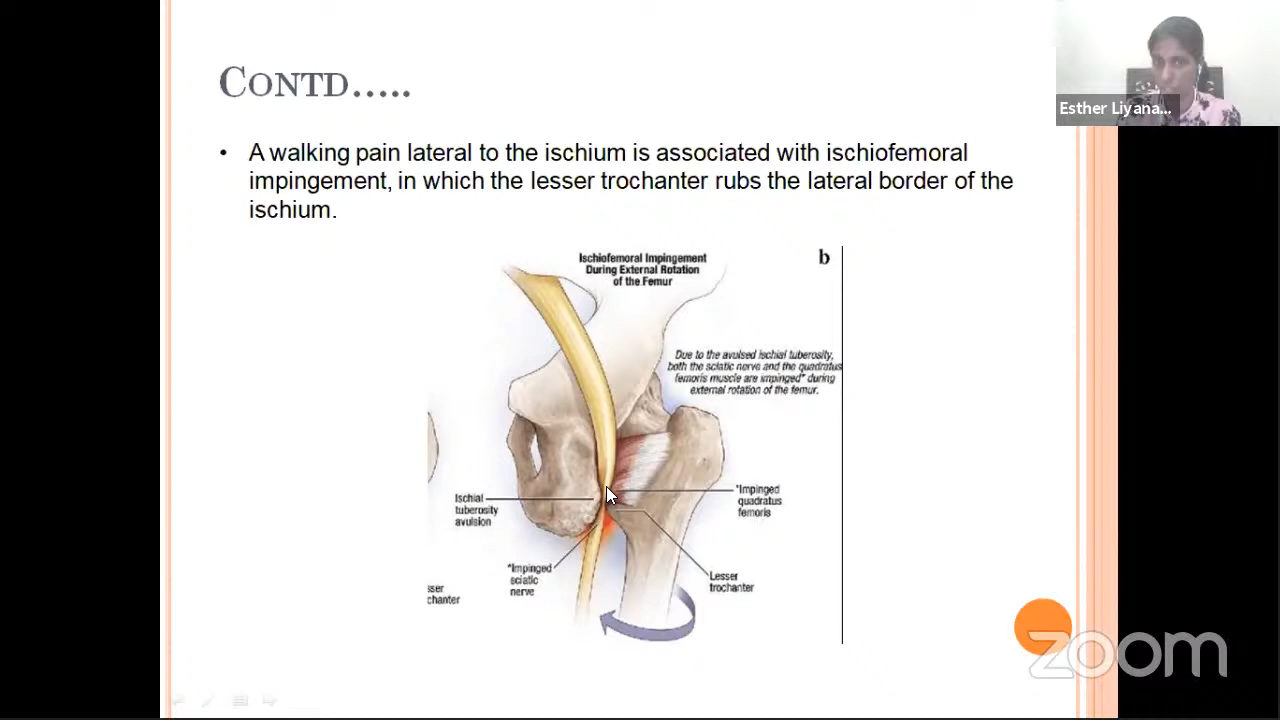 CONTD…..
Esther Liyana...
• A walking pain lateral to the ischium is associated with ischiofemoral
impingement, in which the lesser trochanter rubs the lateral border of the
ischium.
Ischiofemoral Impingement
During External Rotation
of the Femur
b
Due to the avulsed ischial tuberosity,
both the sciatic nerve and the quadratus
femoris muscle are impinged* during
external rotation of the femur.
Ischial
tuberosity
avulsion
*Impinged
quadratus
femoris
*Impinged
sciatic
nerve
Lesser
trochanter
sser
chanter
zoom